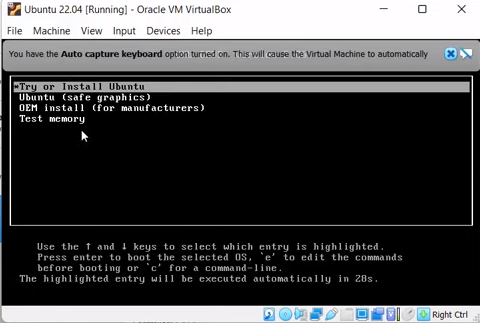 Ubuntu 22.04 [Running] - Oracle VM VirtualBox
File Machine View Input Devices Help
You have the Auto capture keyboard option turned on. This will cause the Virtual Machine to automatically
*Try or Install Ubuntu
Ubuntu (safe graphics)
OEM install (for manufacturers)
Test memory
Use the ↑ and ↓ keys to select which entry is highlighted.
Press enter to boot the selected OS, `e' to edit the commands
before booting or `c' for a command-line.
The highlighted entry will be executed automatically in 28s.
Right Ctrl